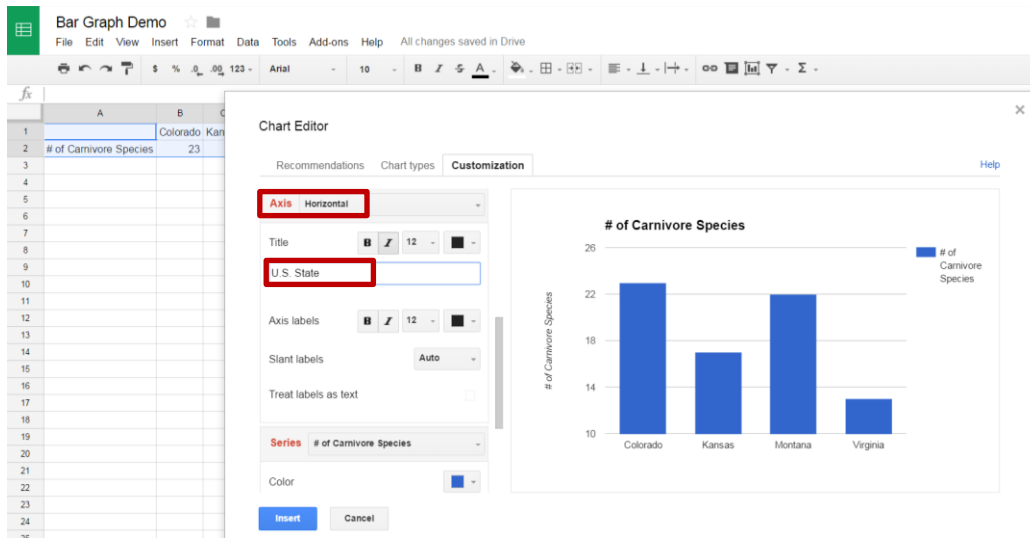 Bar Graph Demo
File Edit View Insert Format Data Tools Add-ons Help All changes saved in Drive
$ % .0 .00 123 Arial 10 B I S A Σ
fx
A B C
1 Colorado Kan
2 # of Carnivore Species 23
3
4
5
6
7
8
9
10
11
12
13
14
15
16
17
18
19
20
21
22
23
24
25
Chart Editor
Recommendations Chart types Customization Help
Axis Horizontal
Title B I 12
U.S. State
Axis labels B I 12
Slant labels Auto
Treat labels as text
Series # of Carnivore Species
Color
Insert Cancel
# of Carnivore Species
# of Carnivore Species
26
22
18
14
10
Colorado Kansas Montana Virginia
# of
Carnivore
Species